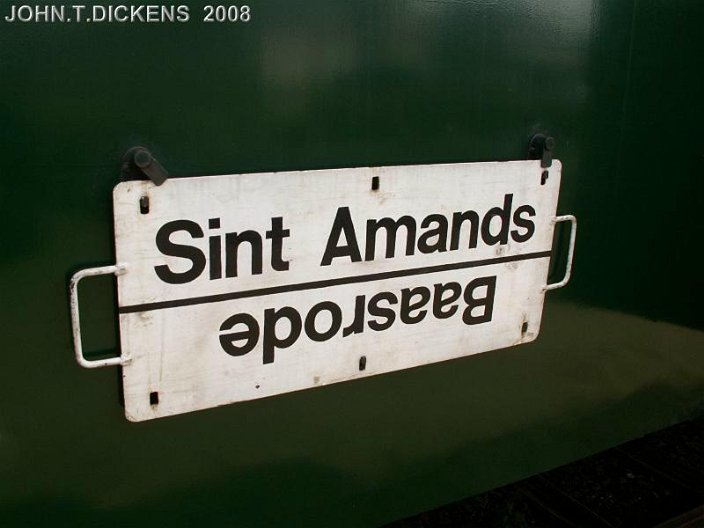 JOHN.T.DICKENS 2008
Sint Amands
Baasrode